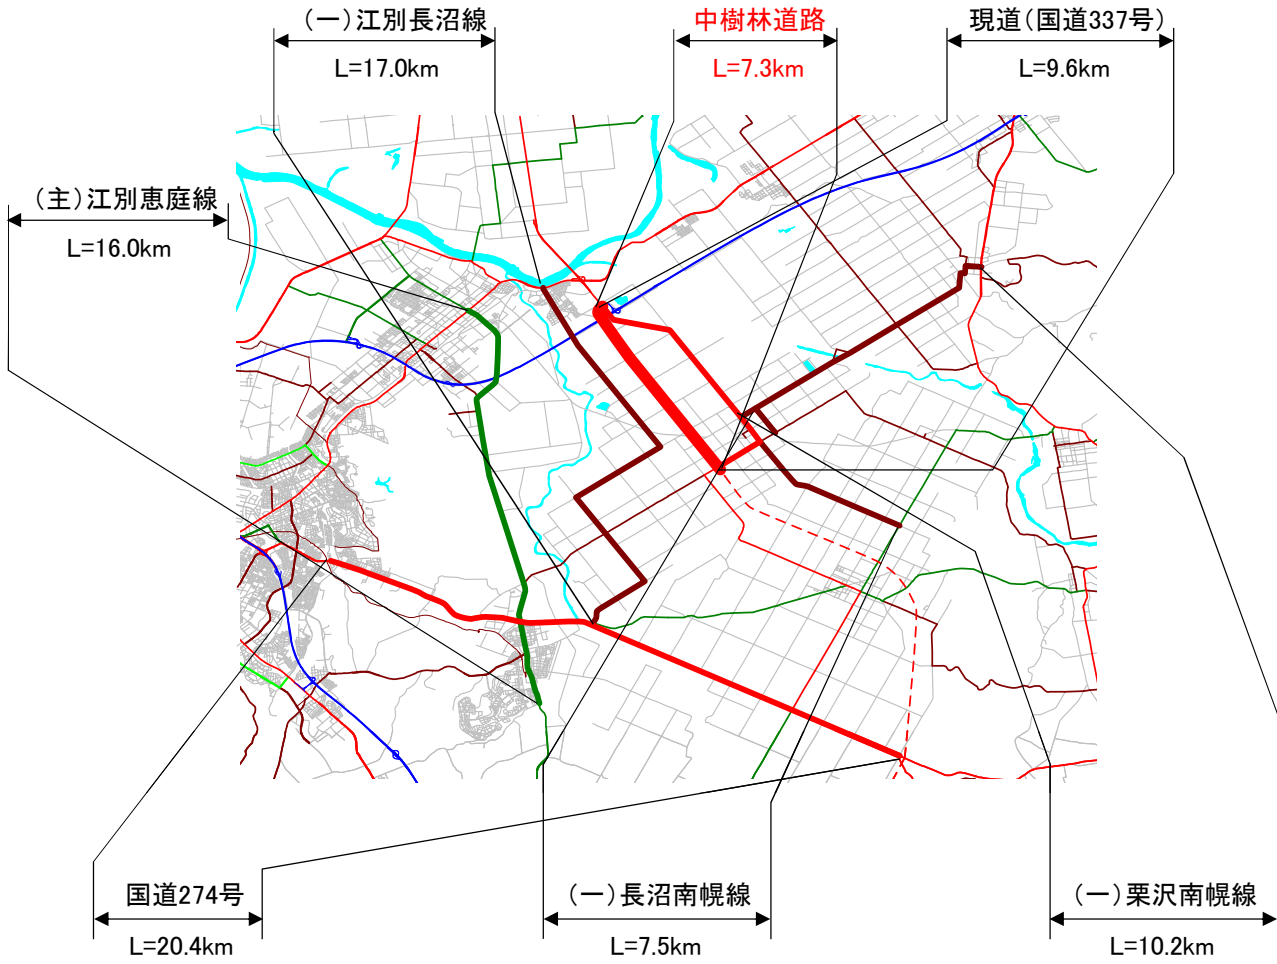 (一)江別長沼線
L=17.0km
中樹林道路
L=7.3km
現道(国道337号)
L=9.6km
(主)江別恵庭線
L=16.0km
国道274号
L=20.4km
(一)長沼南幌線
L=7.5km
(一)栗沢南幌線
L=10.2km